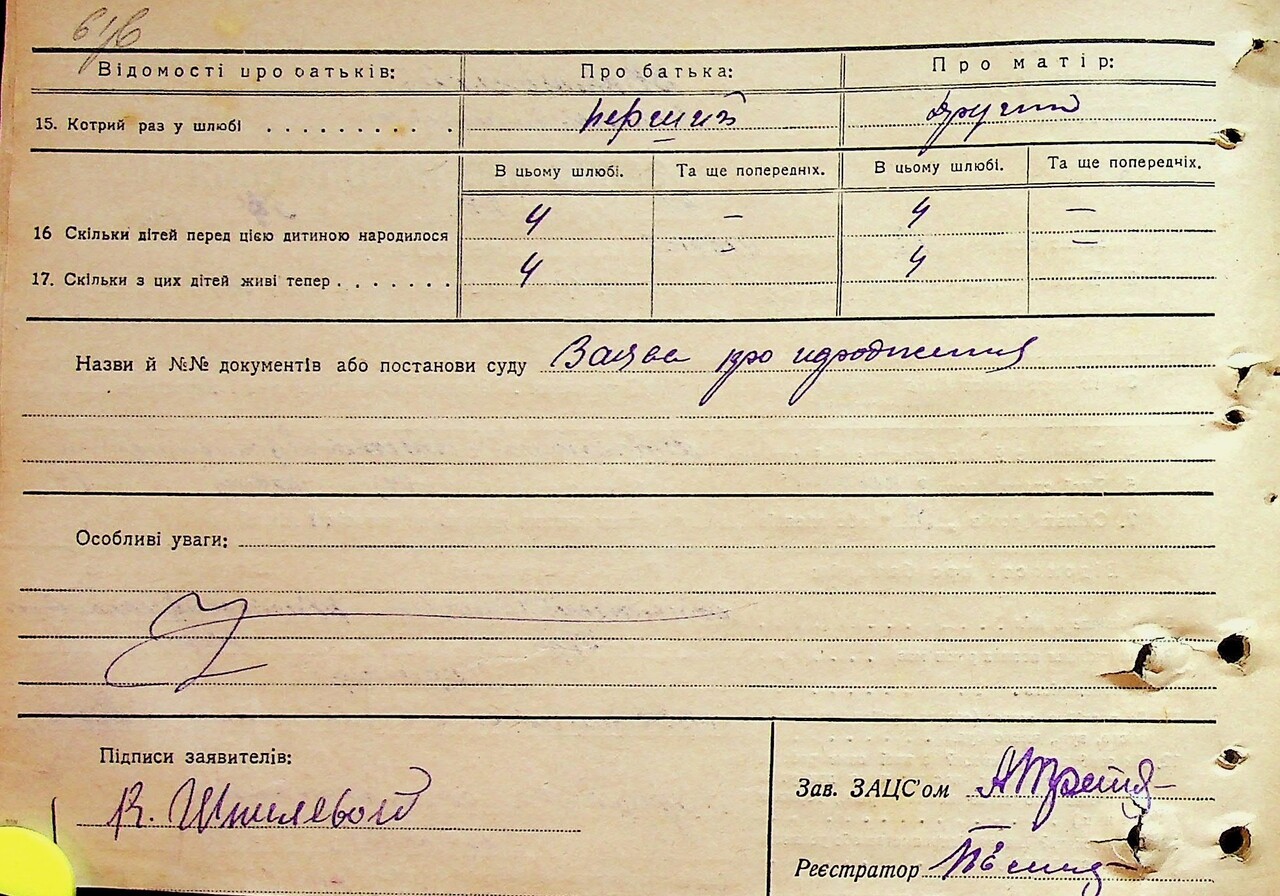 616
Відомості про батьків: Про батька: Про матір:
15. Котрий раз у шлюбі . . . . . . . . . . перший другий
В цьому шлюбі. Та ще попередніх. В цьому шлюбі. Та ще попередніх.
16 Скільки дітей перед цією дитиною народилося 4 — 4 —
17. Скільки з цих дітей живі тепер . . . . . . . 4 — 4 —
Назви й №№ документів або постанови суду Заява про народження
Особливі уваги:
Підписи заявителів:
К. Шпилевой
Зав. ЗАЦС'ом
Реєстратор